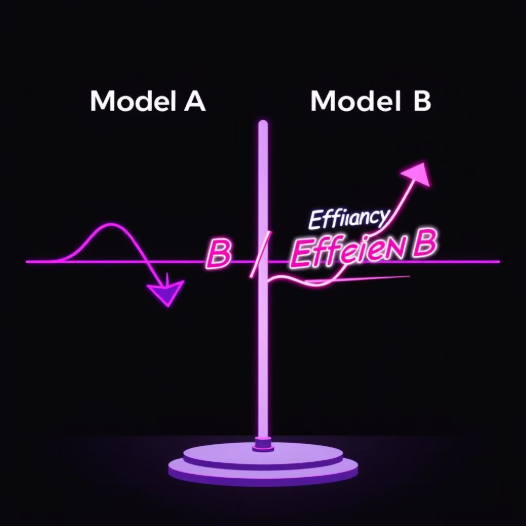 Model A
Model B
Effiiancy
B / EffeieN B